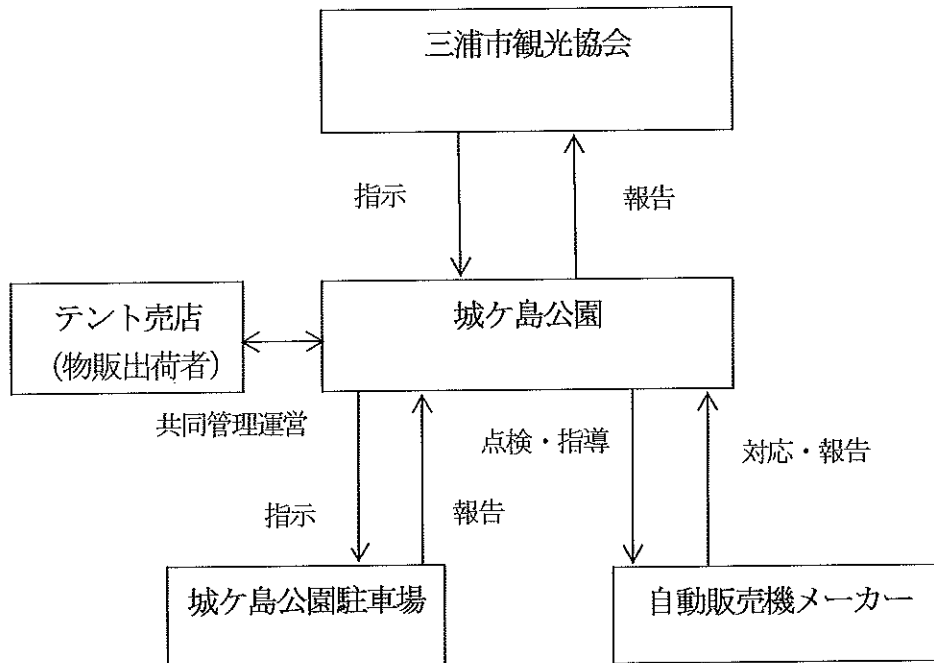 三浦市観光協会
指示
報告
テント売店
(物販出荷者)
城ケ島公園
共同管理運営
点検・指導
対応・報告
指示
報告
城ケ島公園駐車場
自動販売機メーカー